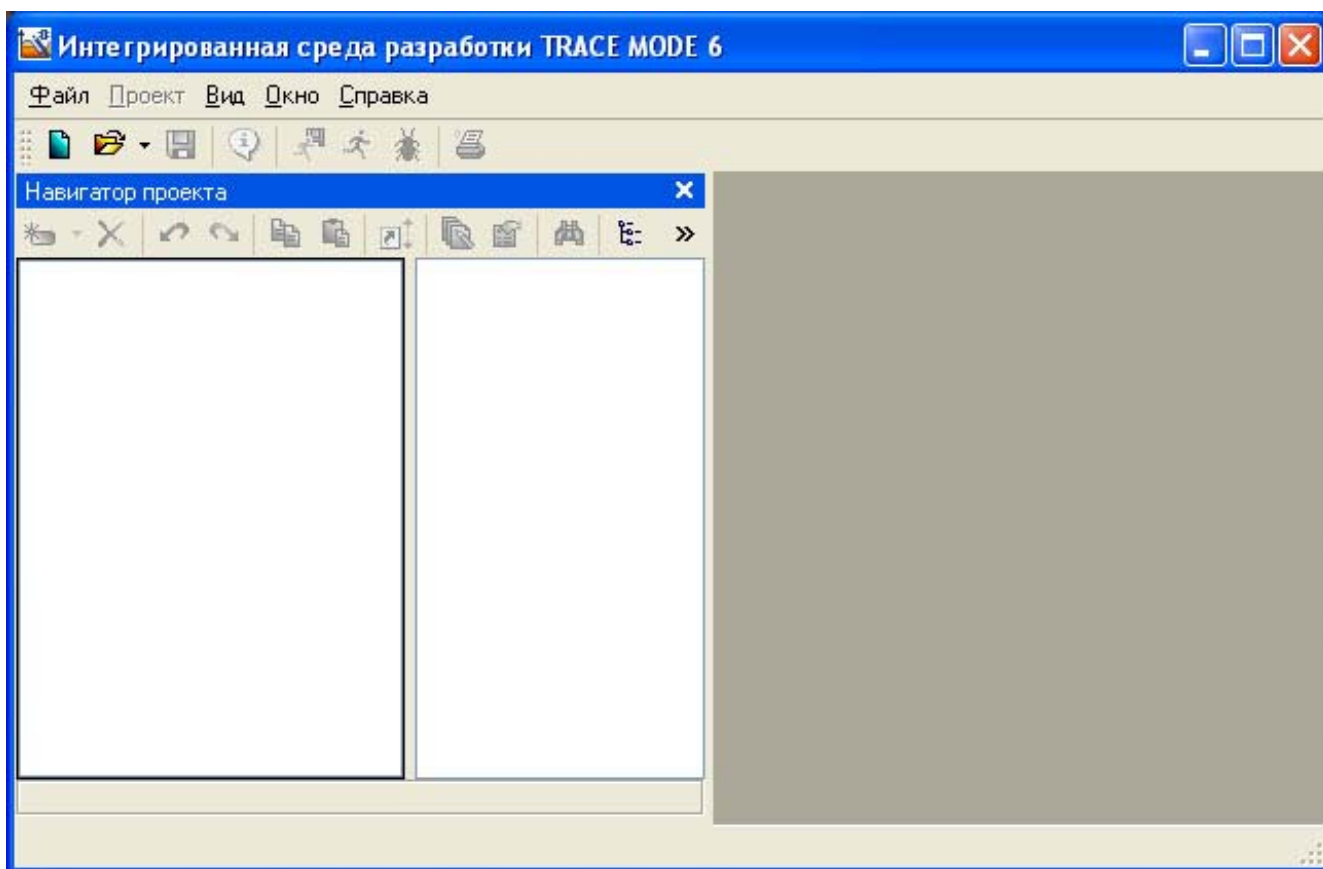 Интегрированная среда разработки TRACE MODE 6
Файл Проект Вид Окно Справка
Навигатор проекта